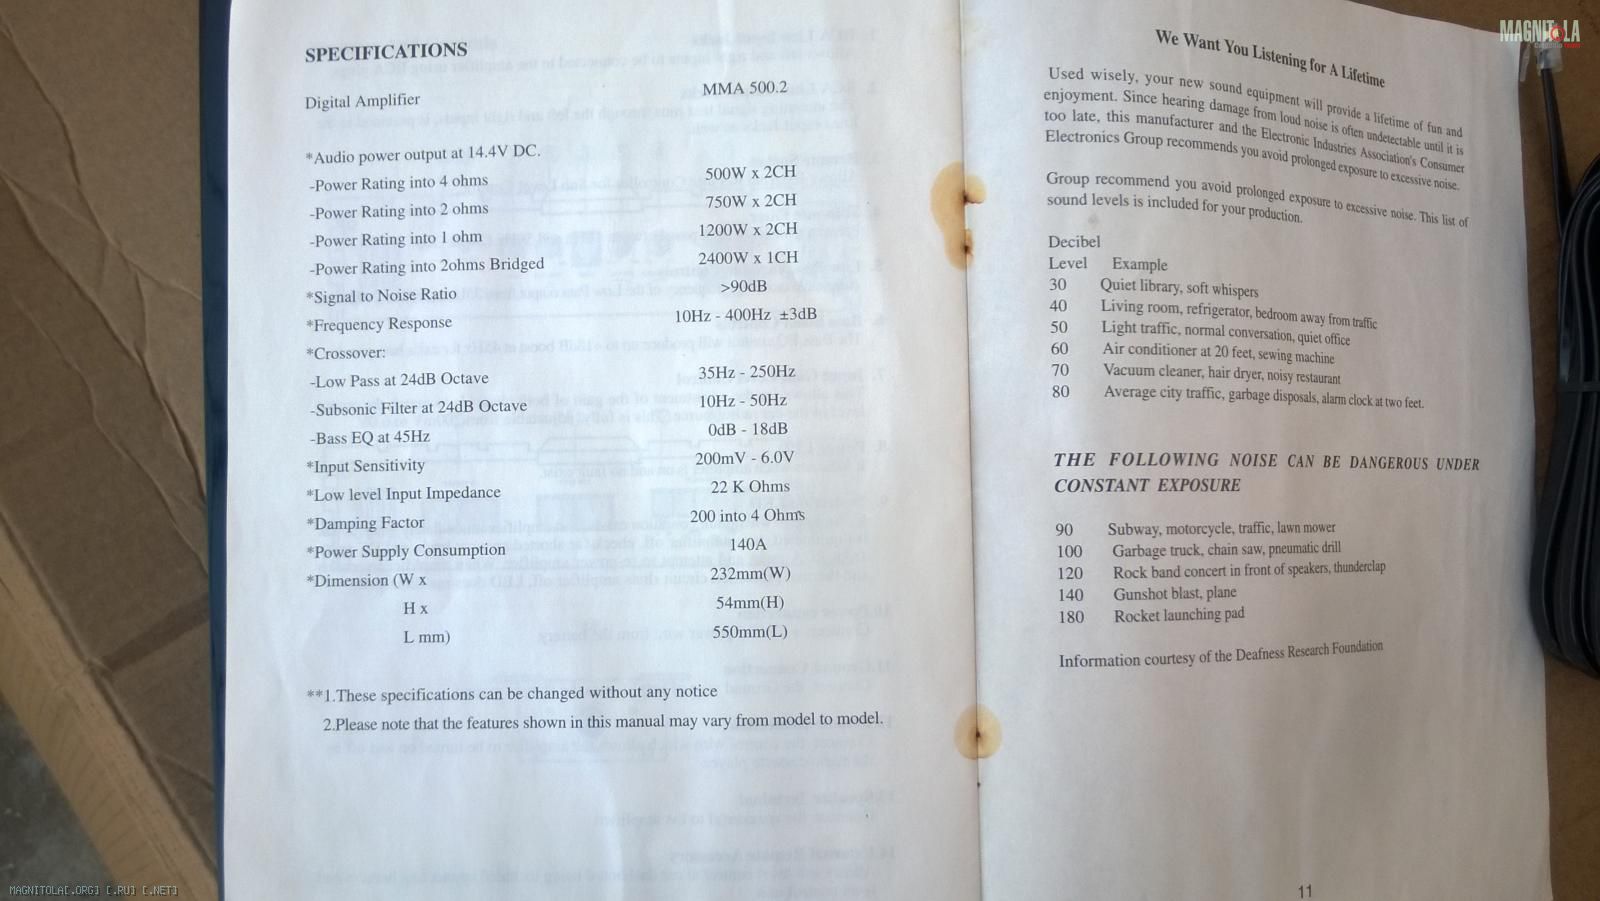 SPECIFICATIONS
Digital Amplifier MMA 500.2
*Audio power output at 14.4V DC.
-Power Rating into 4 ohms 500W x 2CH
-Power Rating into 2 ohms 750W x 2CH
-Power Rating into 1 ohm 1200W x 2CH
-Power Rating into 2ohms Bridged 2400W x 1CH
*Signal to Noise Ratio >90dB
*Frequency Response 10Hz - 400Hz ±3dB
*Crossover:
-Low Pass at 24dB Octave 35Hz - 250Hz
-Subsonic Filter at 24dB Octave 10Hz - 50Hz
-Bass EQ at 45Hz 0dB - 18dB
*Input Sensitivity 200mV - 6.0V
*Low level Input Impedance 22 K Ohms
*Damping Factor 200 into 4 Ohms
*Power Supply Consumption 140A
*Dimension (W x 232mm(W)
H x 54mm(H)
L mm) 550mm(L)
**1.These specifications can be changed without any notice
2.Please note that the features shown in this manual may vary from model to model.
We Want You Listening for A Lifetime
Used wisely, your new sound equipment will provide a lifetime of fun and
enjoyment. Since hearing damage from loud noise is often undetectable until it is
too late, this manufacturer and the Electronic Industries Association's Consumer
Electronics Group recommends you avoid prolonged exposure to excessive noise.
Group recommend you avoid prolonged exposure to excessive noise. This list of
sound levels is included for your production.
Decibel
Level Example
30 Quiet library, soft whispers
40 Living room, refrigerator, bedroom away from traffic
50 Light traffic, normal conversation, quiet office
60 Air conditioner at 20 feet, sewing machine
70 Vacuum cleaner, hair dryer, noisy restaurant
80 Average city traffic, garbage disposals, alarm clock at two feet.
THE FOLLOWING NOISE CAN BE DANGEROUS UNDER
CONSTANT EXPOSURE
90 Subway, motorcycle, traffic, lawn mower
100 Garbage truck, chain saw, pneumatic drill
120 Rock band concert in front of speakers, thunderclap
140 Gunshot blast, plane
180 Rocket launching pad
Information courtesy of the Deafness Research Foundation
11
MAGNITOLA
MAGNITOLA[.ORG] [.RU] [.NET]